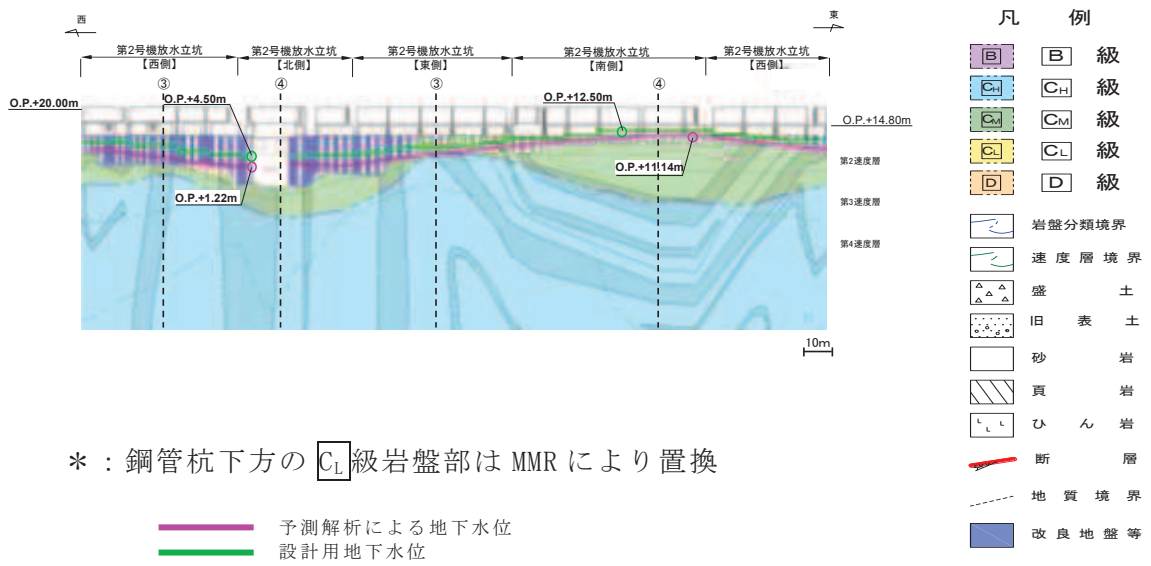 西
東
第2号機放水立坑 第2号機放水立坑 第2号機放水立坑 第2号機放水立坑 第2号機放水立坑
【西側】 【北側】 【東側】 【南側】 【西側】
③ ④ ③ ④
O.P.+20.00m
O.P.+4.50m
O.P.+12.50m
O.P.+14.80m
O.P.+1.22m
O.P.+11.14m
第2速度層
第3速度層
第4速度層
10m
*:鋼管杭下方のCL級岩盤部は MMR により置換
予測解析による地下水位
設計用地下水位
凡 例
B B 級
CH CH 級
CM CM 級
CL CL 級
D D 級
岩盤分類境界
速度層境界
盛 土
旧表土
砂 岩
頁 岩
ひん岩
断 層
地質境界
改良地盤等